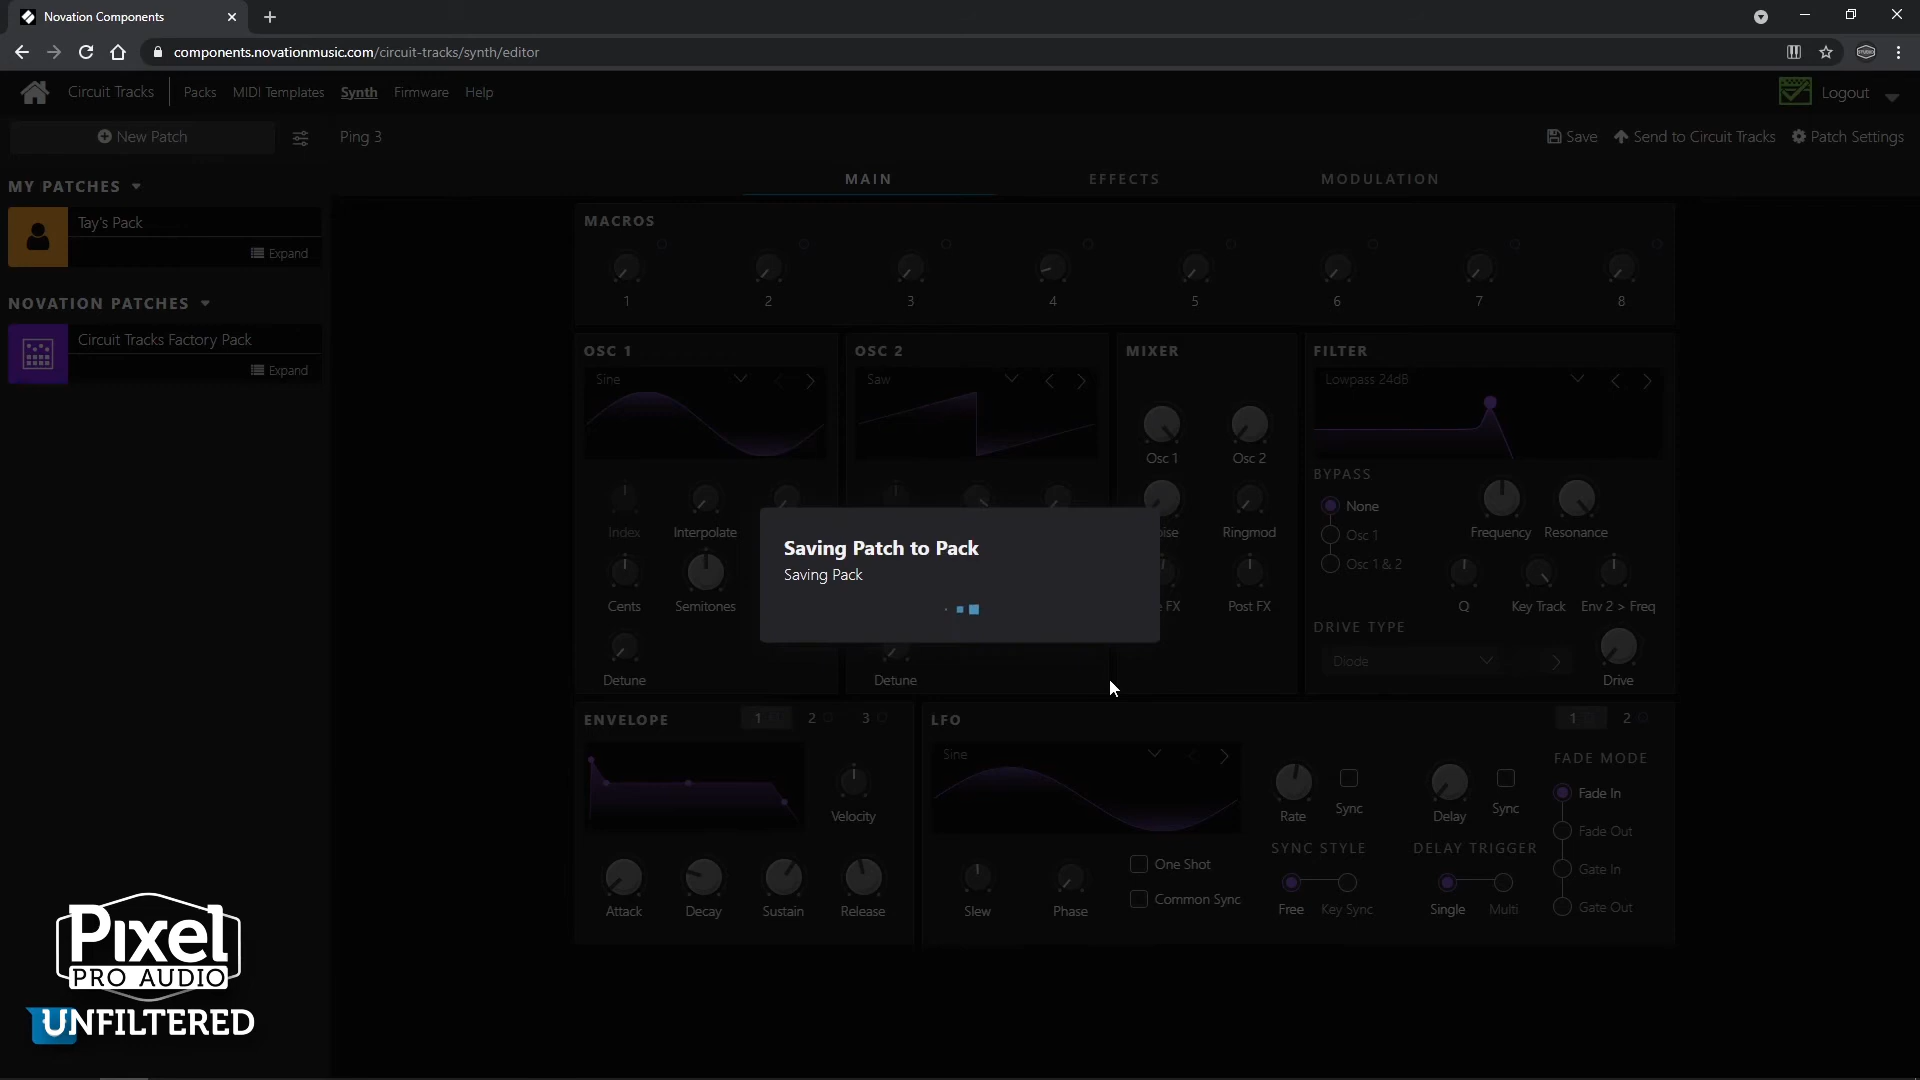 Novation Components
components.novationmusic.com/circuit-tracks/synth/editor
Circuit Tracks Packs MIDI Templates Synth Firmware Help Logout
New Patch Ping 3 Save Send to Circuit Tracks Patch Settings
MAIN EFFECTS MODULATION
MY PATCHES
Tay's Pack
Expand
NOVATION PATCHES
Circuit Tracks Factory Pack
Expand
MACROS
1 2 3 4 5 6 7 8
OSC 1
Sine
Index Interpolate
Cents Semitones
Detune
OSC 2
Saw
Detune
MIXER
Osc 1 Osc 2
Ringmod
FX Post FX
FILTER
Lowpass 24dB
BYPASS
None
Osc 1
Osc 1 & 2
Frequency Resonance
Q Key Track Env 2 > Freq
DRIVE TYPE
Diode
Drive
Saving Patch to Pack
Saving Pack
ENVELOPE 1 2 3
Velocity
Attack Decay Sustain Release
LFO 1 2
Sine
Slew Phase
One Shot
Common Sync
Rate Sync
SYNC STYLE
Free Key Sync
Delay Sync
DELAY TRIGGER
Single Multi
FADE MODE
Fade In
Fade Out
Gate In
Gate Out
Pixel
PRO AUDIO
UNFILTERED